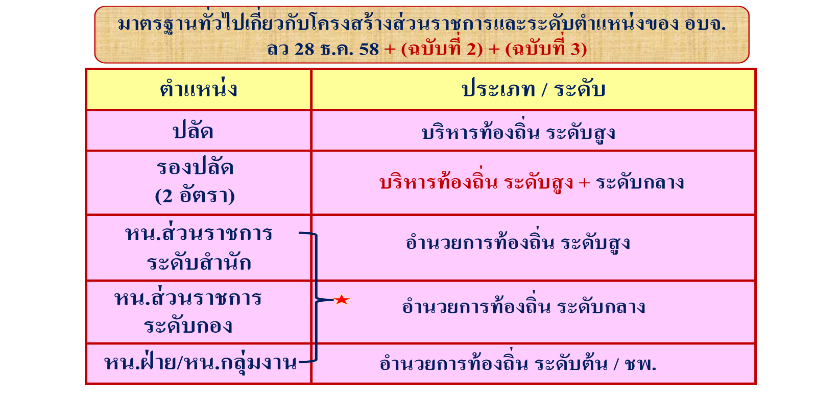 มาตรฐานทั่วไปเกี่ยวกับโครงสร้างส่วนราชการและระดับตำแหน่งของ อบจ.
ลว 28 ธ.ค. 58 + (ฉบับที่ 2) + (ฉบับที่ 3)
ตำแหน่ง
ประเภท / ระดับ
ปลัด
บริหารท้องถิ่น ระดับสูง
รองปลัด
(2 อัตรา)
บริหารท้องถิ่น ระดับสูง + ระดับกลาง
หน.ส่วนราชการ
ระดับสำนัก
อำนวยการท้องถิ่น ระดับสูง
หน.ส่วนราชการ
ระดับกอง
อำนวยการท้องถิ่น ระดับกลาง
หน.ฝ่าย/หน.กลุ่มงาน
อำนวยการท้องถิ่น ระดับต้น / ชพ.